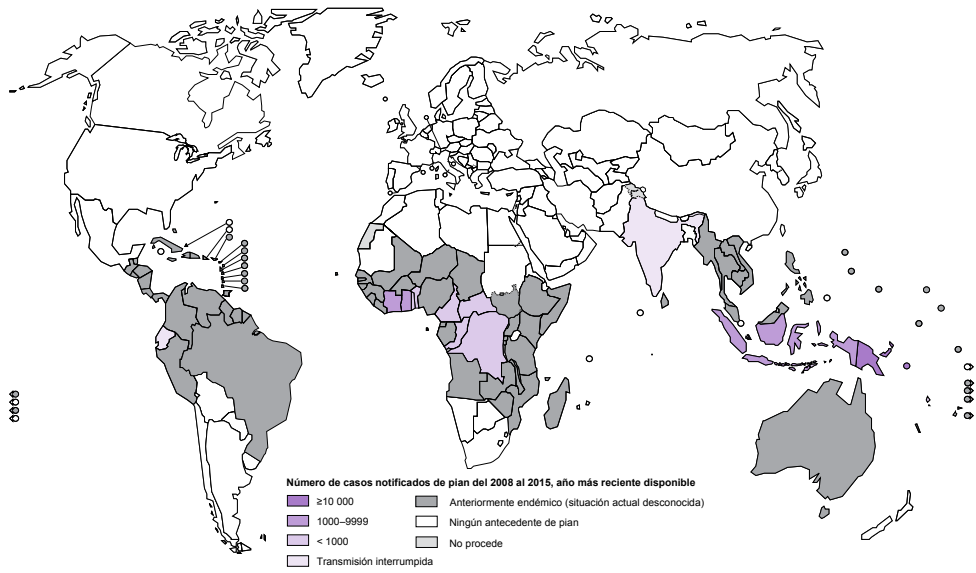 Número de casos notificados de pian del 2008 al 2015, año más reciente disponible
≥10 000
1000–9999
< 1000
Transmisión interrumpida
Anteriormente endémico (situación actual desconocida)
Ningún antecedente de pian
No procede